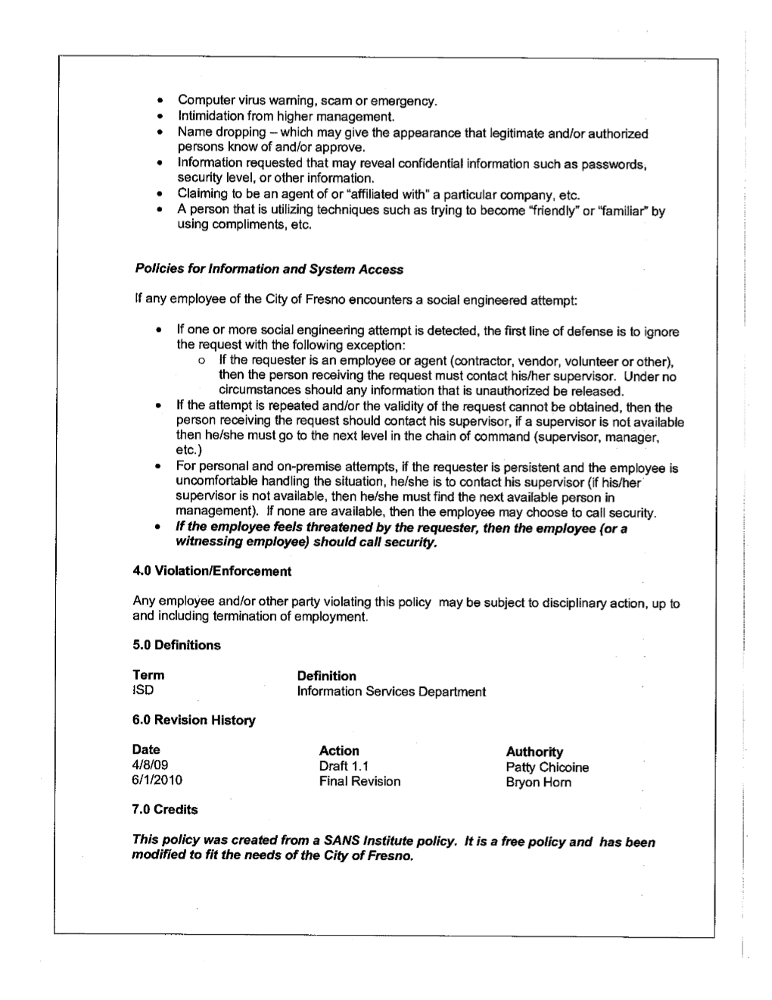 • Computer virus warning, scam or emergency.
• Intimidation from higher management.
• Name dropping – which may give the appearance that legitimate and/or authorized
persons know of and/or approve.
• Information requested that may reveal confidential information such as passwords,
security level, or other information.
• Claiming to be an agent of or "affiliated with" a particular company, etc.
• A person that is utilizing techniques such as trying to become "friendly" or "familiar" by
using compliments, etc.
Policies for Information and System Access
If any employee of the City of Fresno encounters a social engineered attempt:
• If one or more social engineering attempt is detected, the first line of defense is to ignore
the request with the following exception:
o If the requester is an employee or agent (contractor, vendor, volunteer or other),
then the person receiving the request must contact his/her supervisor. Under no
circumstances should any information that is unauthorized be released.
• If the attempt is repeated and/or the validity of the request cannot be obtained, then the
person receiving the request should contact his supervisor, if a supervisor is not available
then he/she must go to the next level in the chain of command (supervisor, manager,
etc.)
• For personal and on-premise attempts, if the requester is persistent and the employee is
uncomfortable handling the situation, he/she is to contact his supervisor (if his/her
supervisor is not available, then he/she must find the next available person in
management). If none are available, then the employee may choose to call security.
• If the employee feels threatened by the requester, then the employee (or a
witnessing employee) should call security.
4.0 Violation/Enforcement
Any employee and/or other party violating this policy may be subject to disciplinary action, up to
and including termination of employment.
5.0 Definitions
Term Definition
ISD Information Services Department
6.0 Revision History
Date Action Authority
4/8/09 Draft 1.1 Patty Chicoine
6/1/2010 Final Revision Bryon Horn
7.0 Credits
This policy was created from a SANS Institute policy. It is a free policy and has been
modified to fit the needs of the City of Fresno.